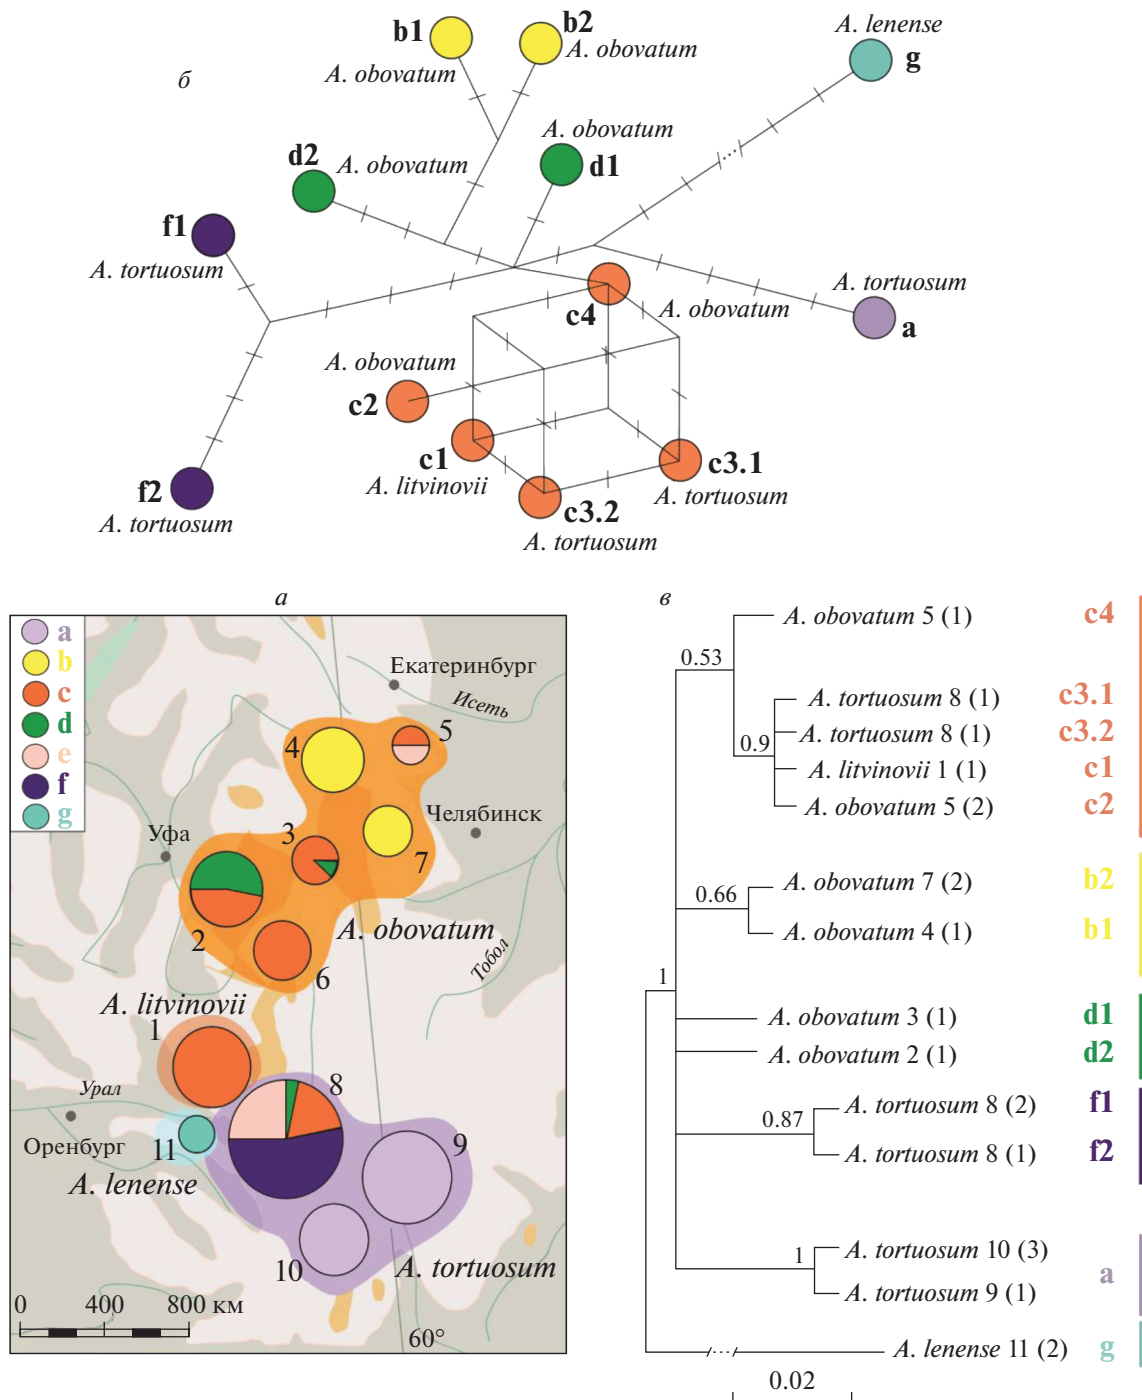 б
b1
A. obovatum
b2
A. obovatum
A. lenense
g
d2
A. obovatum
A. obovatum
d1
f1
A. tortuosum
c4
A. obovatum
A. tortuosum
a
A. obovatum
c2
c1
A. litvinovii
c3.1
A. tortuosum
c3.2
A. tortuosum
f2
A. tortuosum
а
a
b
c
d
e
f
g
Екатеринбург
Исеть
4
5
Челябинск
Уфа
3
7
2
A. obovatum
6
Тобол
A. litvinovii
1
Урал
8
Оренбург
11
9
A. lenense
10
A. tortuosum
0 400 800 км
60°
в
A. obovatum 5 (1) c4
0.53
A. tortuosum 8 (1) c3.1
A. tortuosum 8 (1) c3.2
0.9
A. litvinovii 1 (1) c1
A. obovatum 5 (2) c2
A. obovatum 7 (2) b2
0.66
A. obovatum 4 (1) b1
1
A. obovatum 3 (1) d1
A. obovatum 2 (1) d2
A. tortuosum 8 (2) f1
0.87
A. tortuosum 8 (1) f2
A. tortuosum 10 (3)
1
a
A. tortuosum 9 (1)
A. lenense 11 (2) g
0.02